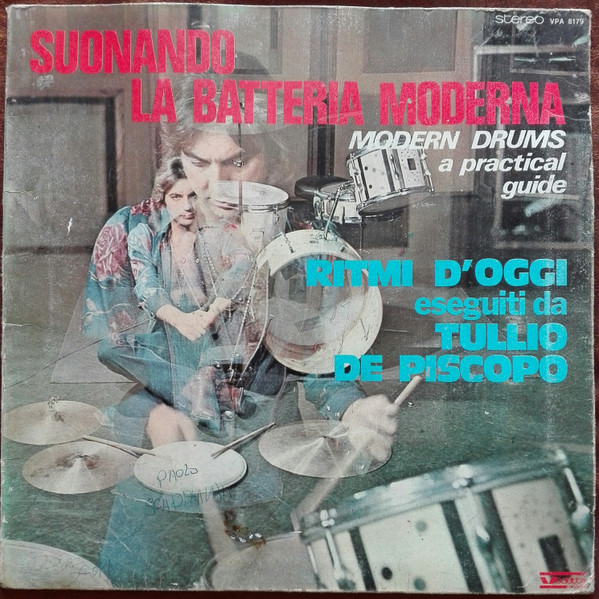 stereo VPA 8179
SUONANDO
LA BATTERIA MODERNA
MODERN DRUMS
a practical
guide
RITMI D'OGGI
eseguiti da
TULLIO
DE PISCOPO
PAOLO